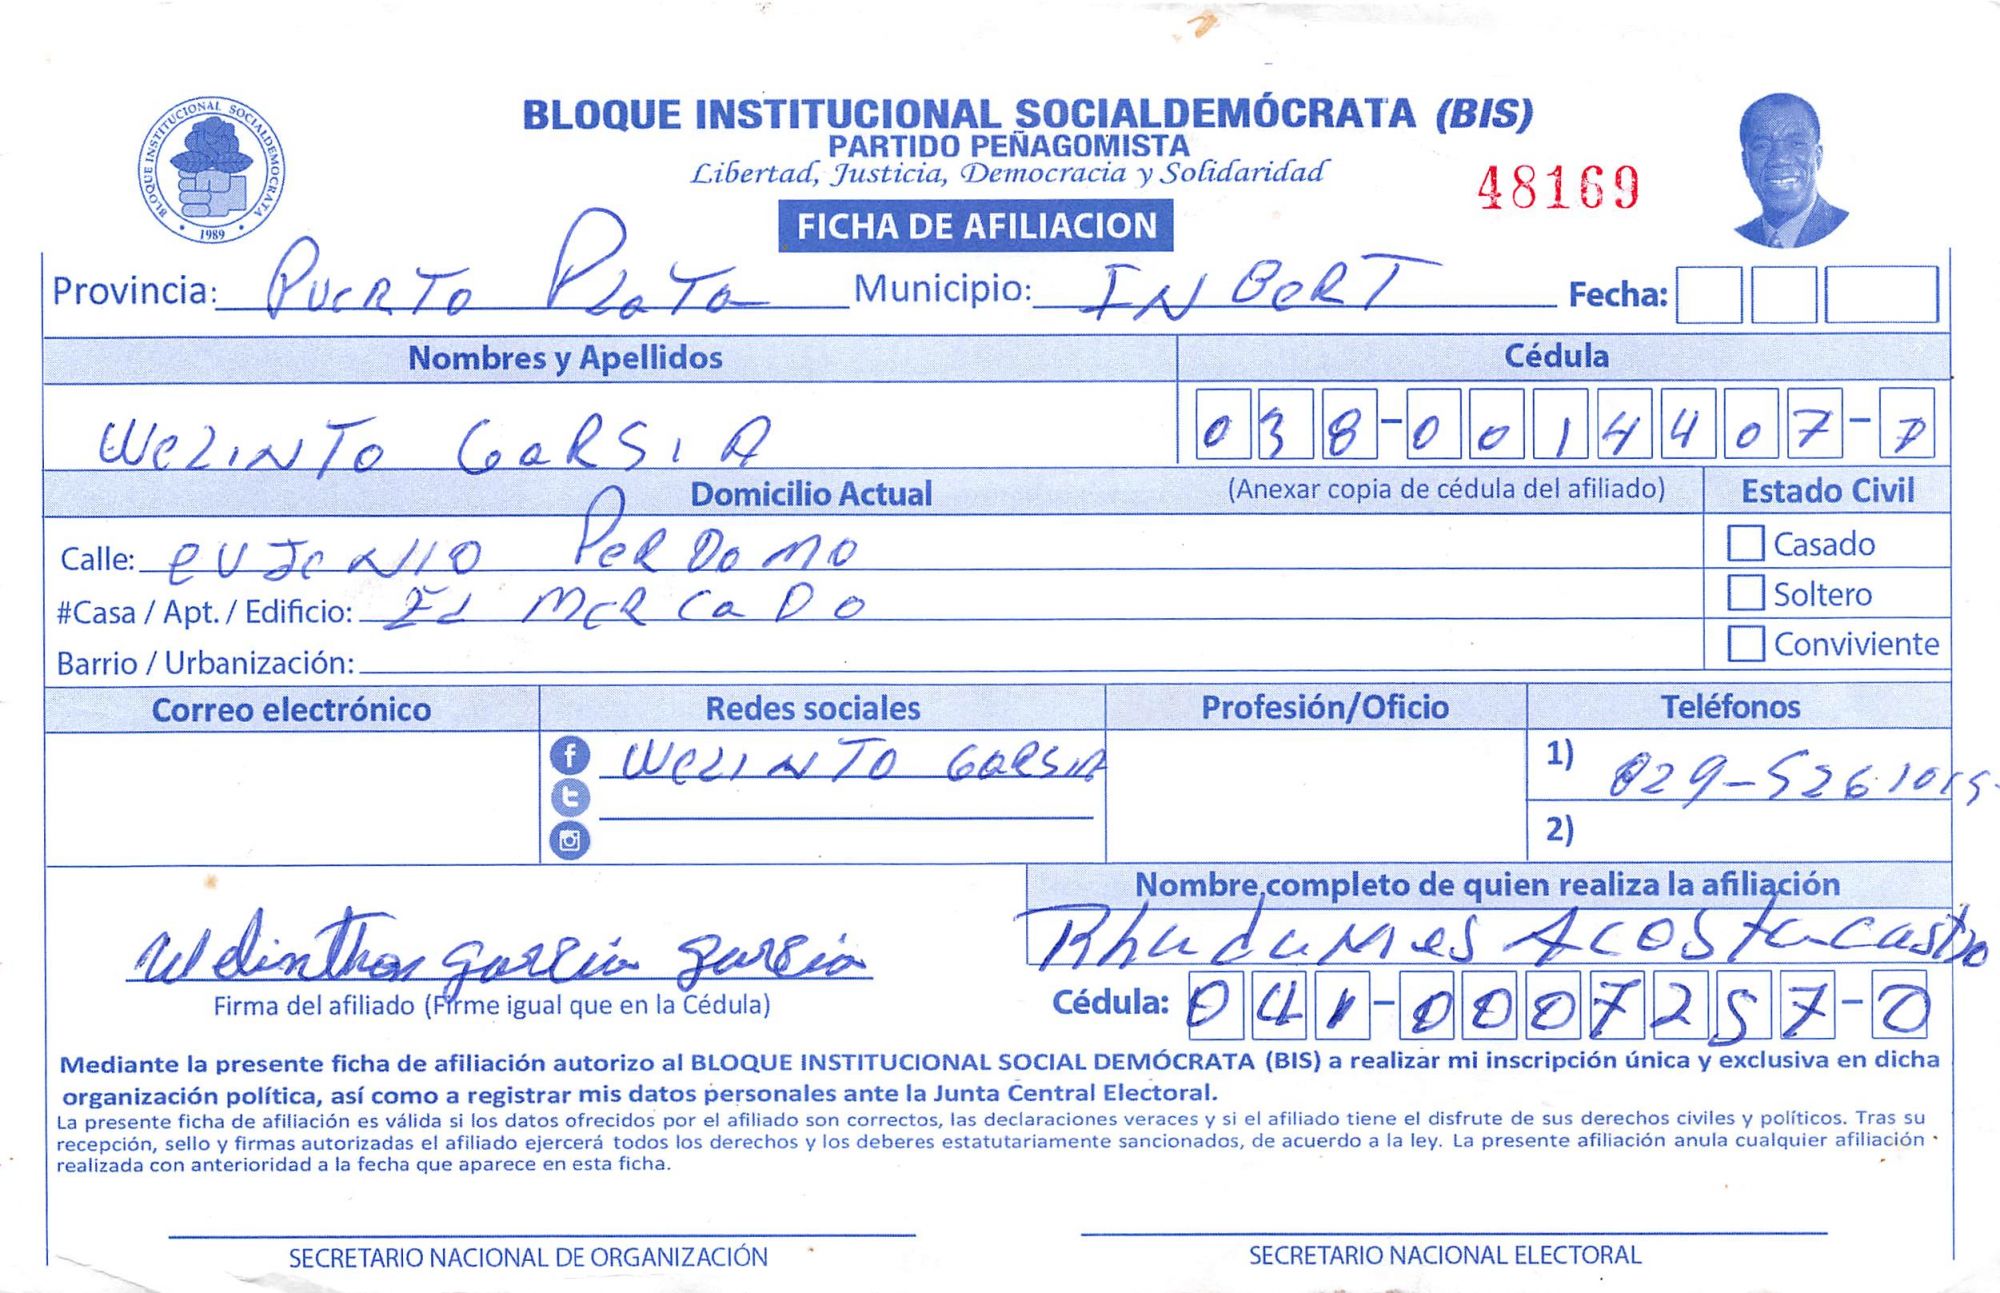 BLOQUE INSTITUCIONAL SOCIALDEMOCRATA
1989
BLOQUE INSTITUCIONAL SOCIALDEMÓCRATA (BIS)
PARTIDO PEÑAGOMISTA
Libertad, Justicia, Democracia y Solidaridad
48169
FICHA DE AFILIACION
Provincia: PUERTO PLaTa Municipio: INBERT Fecha:
Nombres y Apellidos Cédula
WELINTO GaRSIA 038-0014407-
Domicilio Actual (Anexar copia de cédula del afiliado) Estado Civil
Calle: EUJENIO PERDOMO Casado
#Casa / Apt. / Edificio: EL MERCaDO Soltero
Barrio / Urbanización: Conviviente
Correo electrónico Redes sociales Profesión/Oficio Teléfonos
WELINTO GaRSIA 1) 829-5261015
2)
Nombre completo de quien realiza la afiliación
Welinthon garcia garcia Rhadames Acosta castro
Firma del afiliado (Firme igual que en la Cédula) Cédula: 041-0007257-0
Mediante la presente ficha de afiliación autorizo al BLOQUE INSTITUCIONAL SOCIAL DEMÓCRATA (BIS) a realizar mi inscripción única y exclusiva en dicha
organización política, así como a registrar mis datos personales ante la Junta Central Electoral.
La presente ficha de afiliación es válida si los datos ofrecidos por el afiliado son correctos, las declaraciones veraces y si el afiliado tiene el disfrute de sus derechos civiles y políticos. Tras su
recepción, sello y firmas autorizadas el afiliado ejercerá todos los derechos y los deberes estatutariamente sancionados, de acuerdo a la ley. La presente afiliación anula cualquier afiliación
realizada con anterioridad a la fecha que aparece en esta ficha.
SECRETARIO NACIONAL DE ORGANIZACIÓN SECRETARIO NACIONAL ELECTORAL